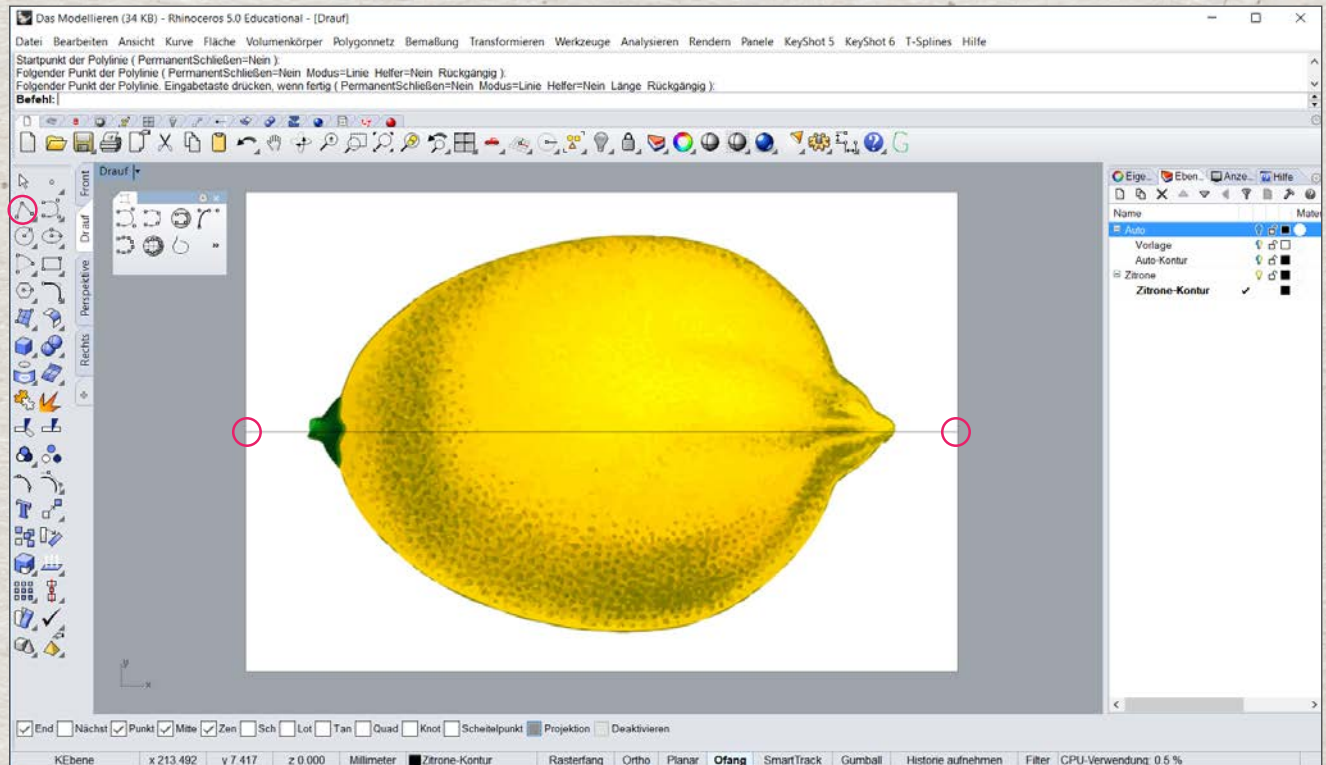 Das Modellieren (34 KB) - Rhinoceros 5.0 Educational - [Drauf]
Datei Bearbeiten Ansicht Kurve Fläche Volumenkörper Polygonnetz Bemaßung Transformieren Werkzeuge Analysieren Rendern Panele KeyShot 5 KeyShot 6 T-Splines Hilfe
Startpunkt der Polylinie ( PermanentSchließen=Nein ):
Folgender Punkt der Polylinie ( PermanentSchließen=Nein Modus=Linie Helfer=Nein Rückgängig ):
Folgender Punkt der Polylinie. Eingabetaste drücken, wenn fertig ( PermanentSchließen=Nein Modus=Linie Helfer=Nein Länge Rückgängig ):
Befehl:
Front
Drauf
Perspektive
Rechts
Drauf
y
x
Eige... Eben... Anze... Hilfe
Name Mater
Auto
Vorlage
Auto-Kontur
Zitrone
Zitrone-Kontur
End Nächst Punkt Mitte Zen Sch Lot Tan Quad Knot Scheitelpunkt Projektion Deaktivieren
KEbene x 213.492 y 7.417 z 0.000 Millimeter Zitrone-Kontur Rasterfang Ortho Planar Ofang SmartTrack Gumball Historie aufnehmen Filter CPU-Verwendung: 0.5 %